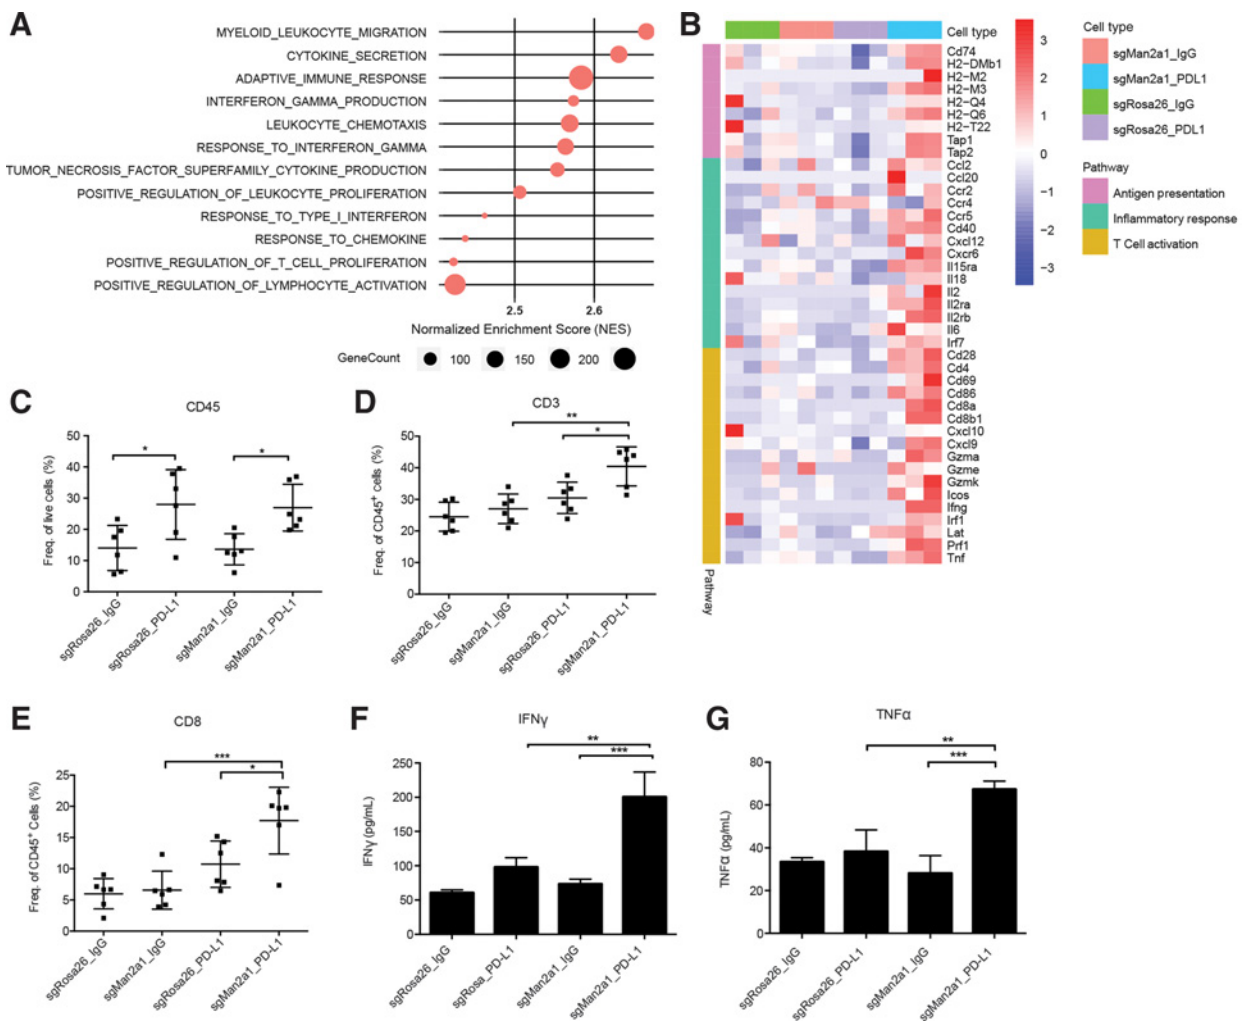 A
MYELOID_LEUKOCYTE_MIGRATION
CYTOKINE_SECRETION
ADAPTIVE_IMMUNE_RESPONSE
INTERFERON_GAMMA_PRODUCTION
LEUKOCYTE_CHEMOTAXIS
RESPONSE_TO_INTERFERON_GAMMA
TUMOR_NECROSIS_FACTOR_SUPERFAMILY_CYTOKINE_PRODUCTION
POSITIVE_REGULATION_OF_LEUKOCYTE_PROLIFERATION
RESPONSE_TO_TYPE_I_INTERFERON
RESPONSE_TO_CHEMOKINE
POSITIVE_REGULATION_OF_T_CELL_PROLIFERATION
POSITIVE_REGULATION_OF_LYMPHOCYTE_ACTIVATION
2.5 2.6
Normalized Enrichment Score (NES)
GeneCount 100 150 200
B
Cell type
Cd74
H2-DMb1
H2-M2
H2-M3
H2-Q4
H2-Q6
H2-T22
Tap1
Tap2
Ccl2
Ccl20
Ccr2
Ccr4
Ccr5
Cd40
Cxcl12
Cxcr6
Il15ra
Il18
Il2
Il2ra
Il2rb
Il6
Irf7
Cd28
Cd4
Cd69
Cd86
Cd8a
Cd8b1
Cxcl10
Cxcl9
Gzma
Gzme
Gzmk
Icos
Ifng
Irf1
Lat
Prf1
Tnf
Pathway
3
2
1
0
−1
−2
−3
Cell type
sgMan2a1_IgG
sgMan2a1_PDL1
sgRosa26_IgG
sgRosa26_PDL1
Pathway
Antigen presentation
Inflammatory response
T Cell activation
C
CD45
Freq. of live cells (%)
50
40
30
20
10
0
*
*
sgRosa26_IgG
sgRosa26_PD-L1
sgMan2a1_IgG
sgMan2a1_PD-L1
D
CD3
Freq. of CD45+ cells (%)
50
40
30
20
10
0
**
*
sgRosa26_IgG
sgMan2a1_IgG
sgRosa26_PD-L1
sgMan2a1_PD-L1
E
CD8
Freq. of CD45+ Cells (%)
25
20
15
10
5
0
***
*
sgRosa26_IgG
sgMan2a1_IgG
sgRosa26_PD-L1
sgMan2a1_PD-L1
F
IFNγ
IFNγ (pg/mL)
250
200
150
100
50
0
**
***
sgRosa26_IgG
sgRosa_PD-L1
sgMan2a1_IgG
sgMan2a1_PD-L1
G
TNFα
TNFα (pg/mL)
80
60
40
20
0
**
***
sgRosa26_IgG
sgRosa26_PD-L1
sgMan2a1_IgG
sgMan2a1_PD-L1